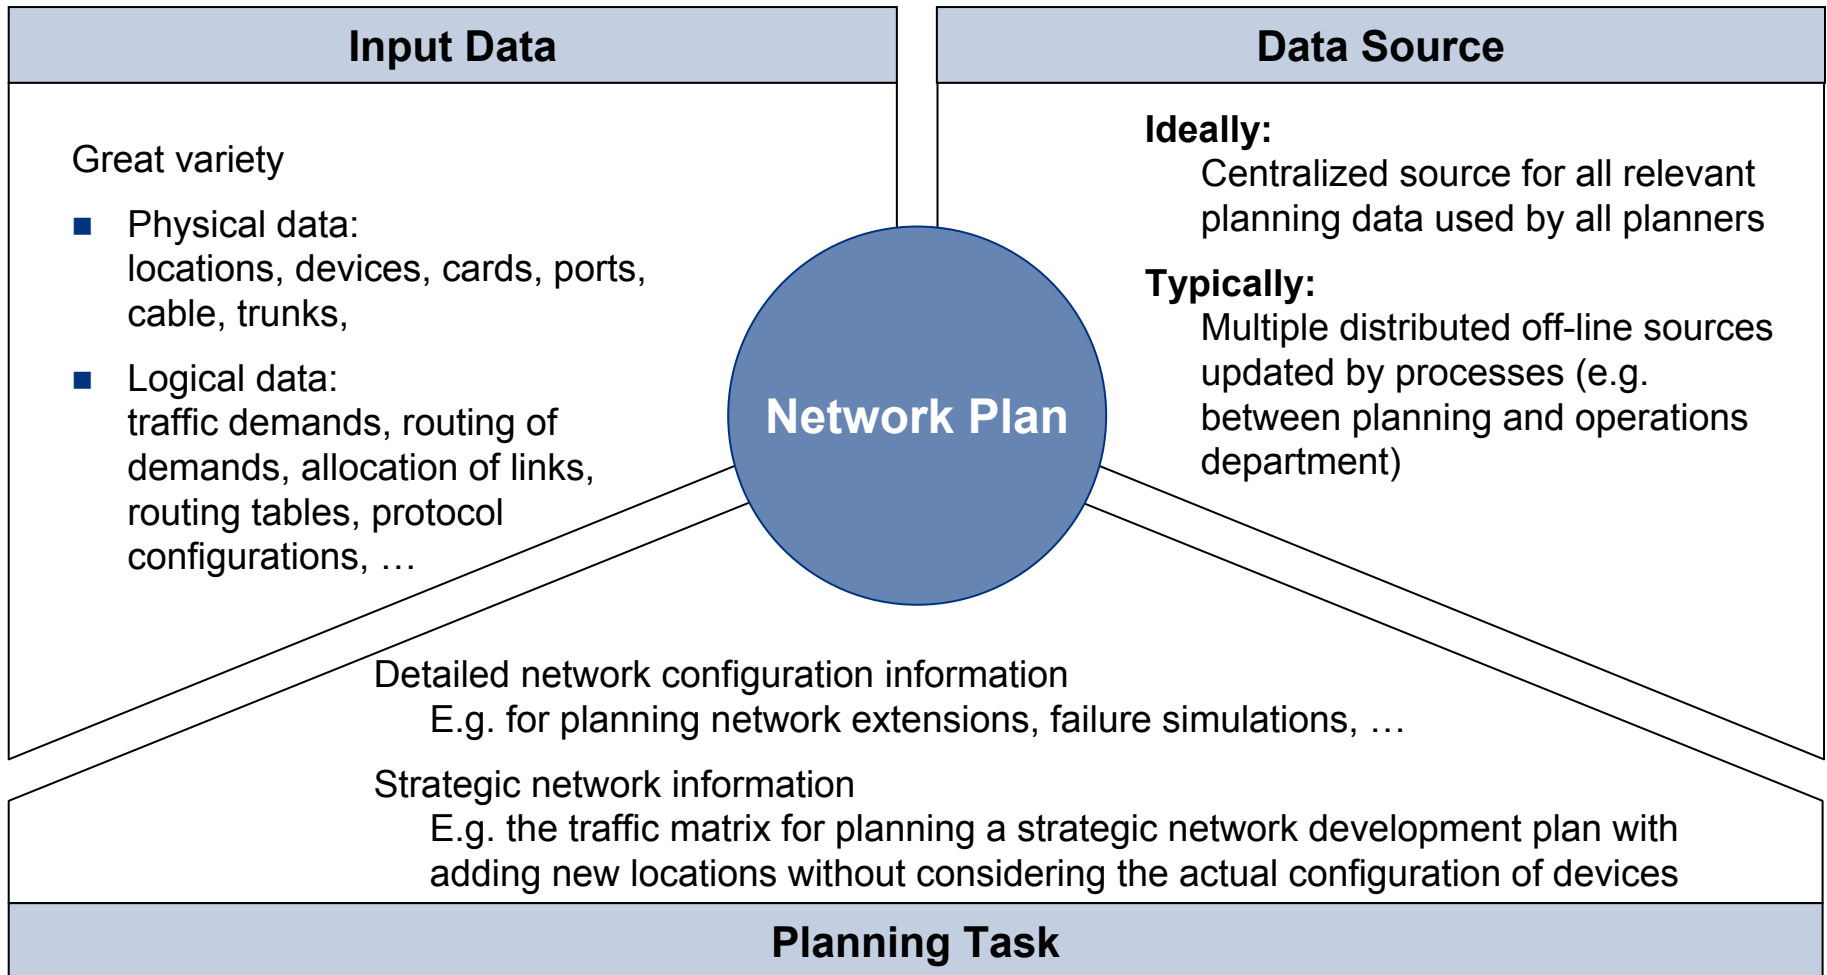 Input Data
Great variety
Physical data:
locations, devices, cards, ports,
cable, trunks,
Logical data:
traffic demands, routing of
demands, allocation of links,
routing tables, protocol
configurations, …
Data Source
Ideally:
Centralized source for all relevant
planning data used by all planners
Typically:
Multiple distributed off-line sources
updated by processes (e.g.
between planning and operations
department)
Network Plan
Detailed network configuration information
E.g. for planning network extensions, failure simulations, …
Strategic network information
E.g. the traffic matrix for planning a strategic network development plan with
adding new locations without considering the actual configuration of devices
Planning Task